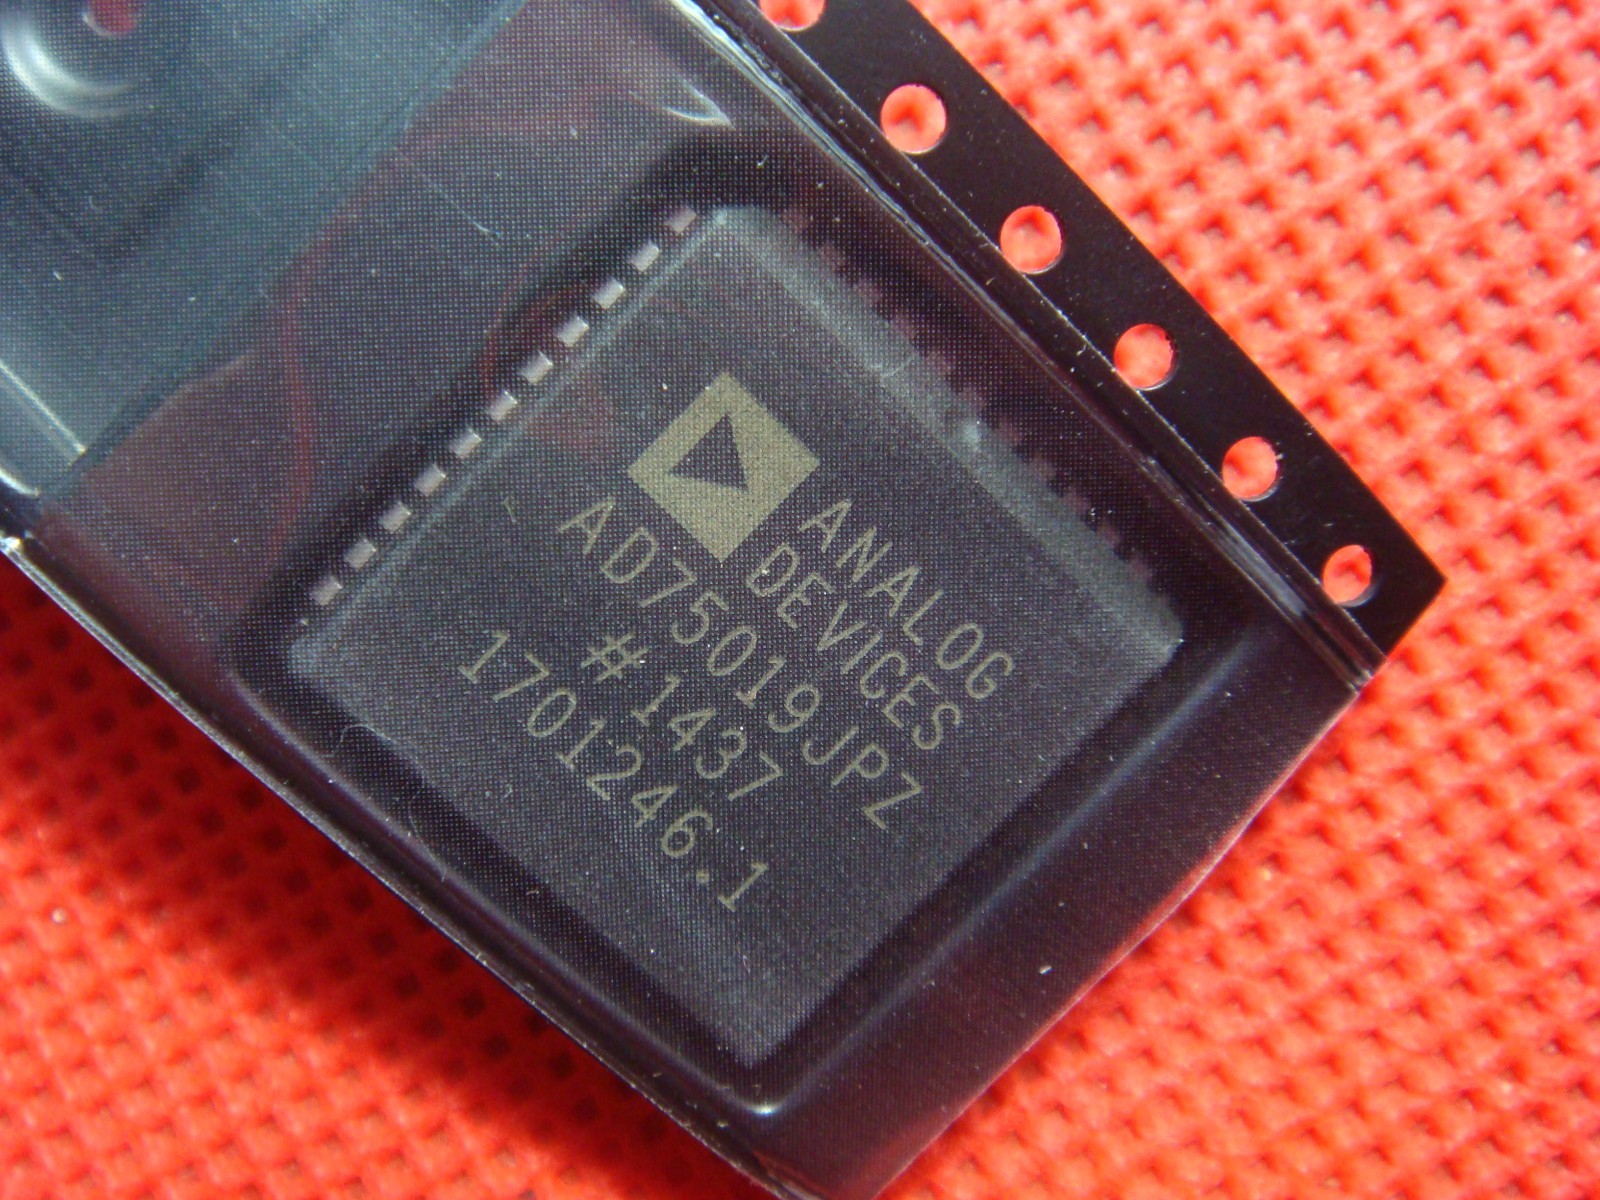 ANALOG
DEVICES
AD75019JPZ
#1437
1701246.1